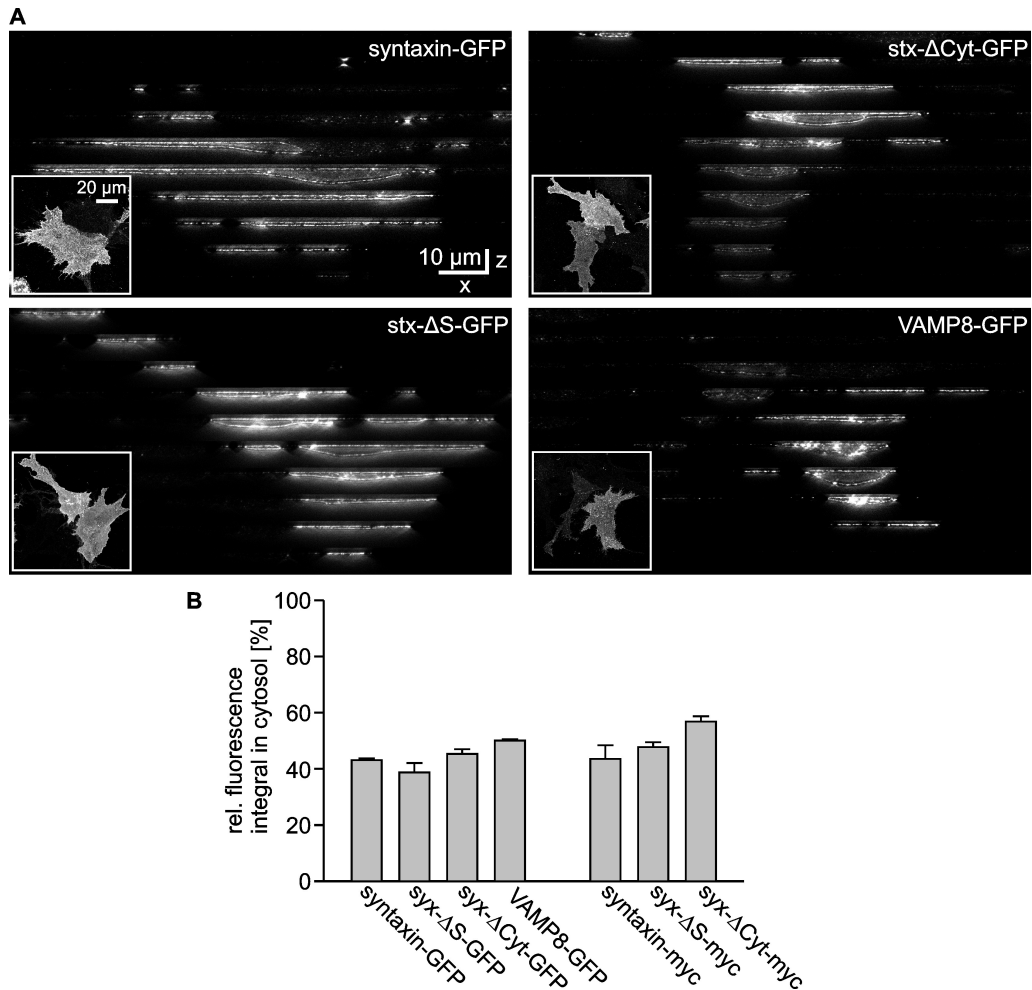 A
syntaxin-GFP
stx-ΔCyt-GFP
20 µm
10 µm
z
x
stx-ΔS-GFP
VAMP8-GFP
B
rel. fluorescence
integral in cytosol [%]
100
80
60
40
20
0
syntaxin-GFP
syx-ΔS-GFP
syx-ΔCyt-GFP
VAMP8-GFP
syntaxin-myc
syx-ΔS-myc
syx-ΔCyt-myc